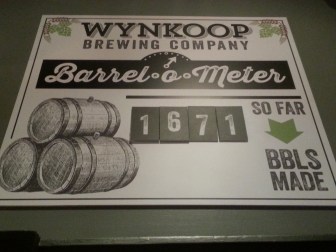 WYNKOOP
BREWING COMPANY
Barrel-o-Meter
1671
SO FAR
BBLS
MADE